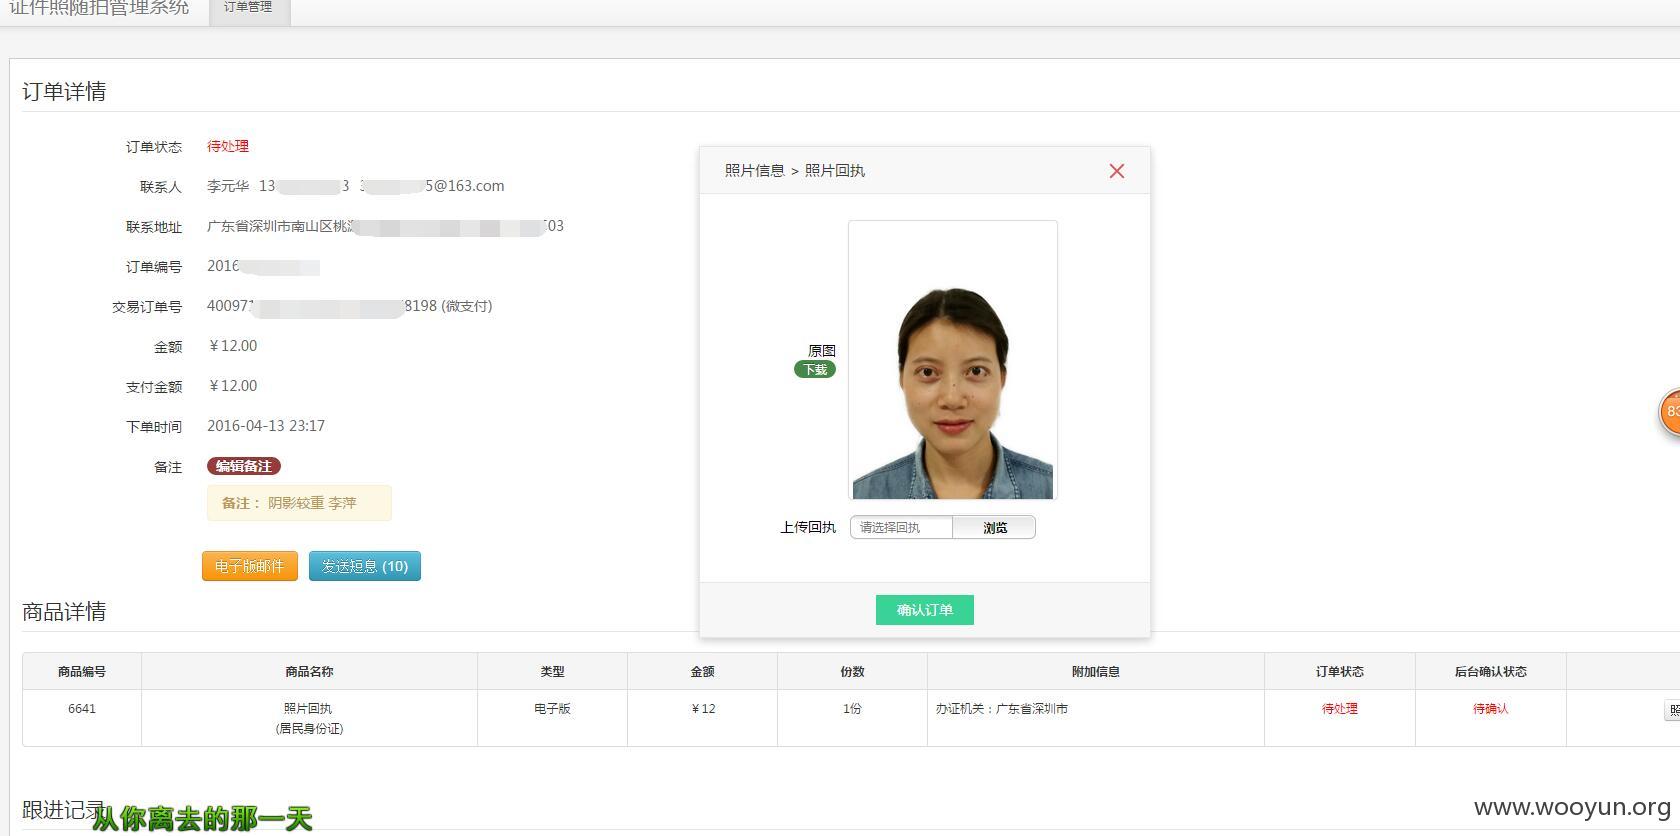 证件照随拍管理系统 订单管理
订单详情
订单状态 待处理
联系人 李元华 13 3 3 5@163.com
联系地址 广东省深圳市南山区桃 03
订单编号 2016
交易订单号 40097 8198 (微支付)
金额 ¥12.00
支付金额 ¥12.00
下单时间 2016-04-13 23:17
备注 编辑备注
备注： 阴影较重 李萍
电子版邮件 发送短息 (10)
照片信息 > 照片回执
原图
下载
上传回执 请选择回执 浏览
确认订单
83
商品详情
商品编号 商品名称 类型 金额 份数 附加信息 订单状态 后台确认状态
6641 照片回执 电子版 ¥12 1份 办证机关：广东省深圳市 待处理 待确认 照
(居民身份证)
跟进记录
从你离去的那一天
www.wooyun.org